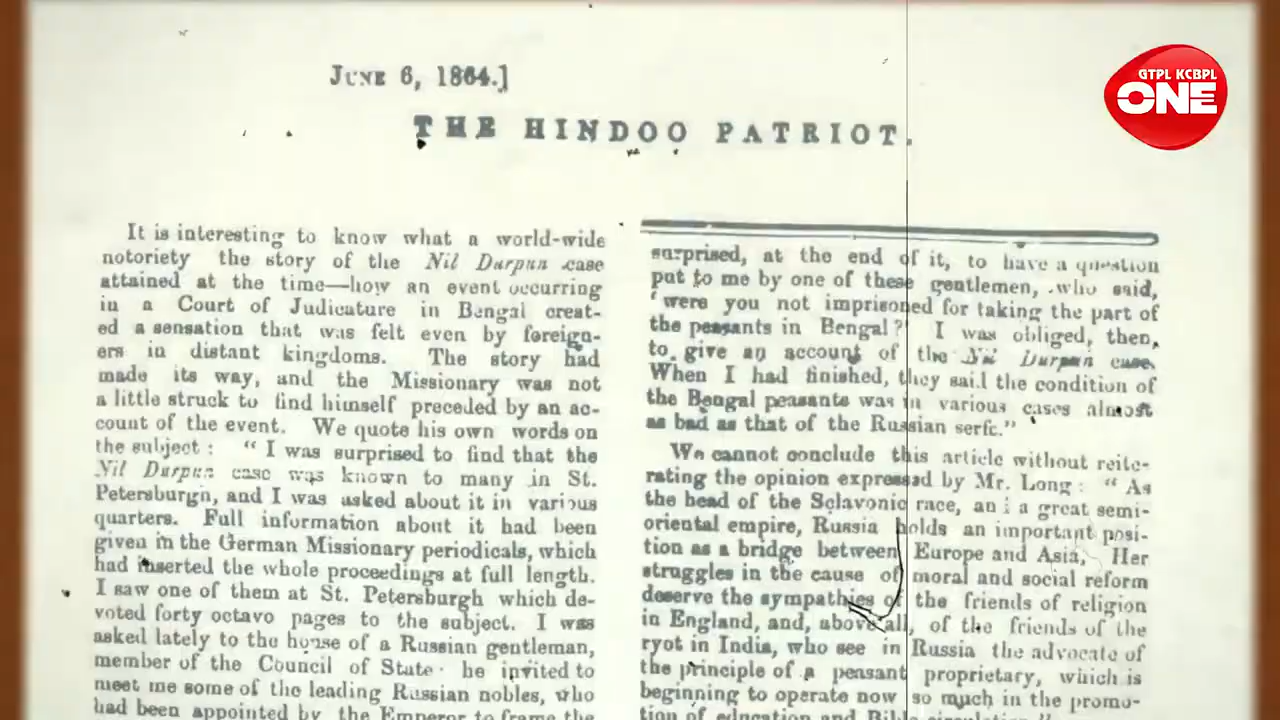 JUNE 6, 1864.]
THE HINDOO PATRIOT.
GTPL KCBPL
ONE
It is interesting to know what a world-wide
notoriety the story of the Nil Durpun case
attained at the time—how an event occurring
in a Court of Judicature in Bengal creat-
ed a sensation that was felt even by foreign-
ers in distant kingdoms. The story had
made its way, and the Missionary was not
a little struck to find himself preceded by an ac-
count of the event. We quote his own words on
the subject : " I was surprised to find that the
Nil Durpun case was known to many in St.
Petersburgh, and I was asked about it in various
quarters. Full information about it had been
given in the German Missionary periodicals, which
had inserted the whole proceedings at full length.
I saw one of them at St. Petersburgh which de-
voted forty octavo pages to the subject. I was
asked lately to the house of a Russian gentleman,
member of the Council of State he invited to
meet me some of the leading Russian nobles, who
had been appointed by the Emperor to frame the
surprised, at the end of it, to have a question
put to me by one of these gentlemen, who said,
'were you not imprisoned for taking the part of
the peasants in Bengal?' I was obliged, then,
to give an account of the Nil Durpun case.
When I had finished, they said the condition of
the Bengal peasants was in various cases almost
as bad as that of the Russian serfs."
We cannot conclude this article without reite-
rating the opinion expressed by Mr. Long : " As
the head of the Sclavonic race, and a great semi-
oriental empire, Russia holds an important posi-
tion as a bridge between Europe and Asia, Her
struggles in the cause of moral and social reform
deserve the sympathies of the friends of religion
in England, and, above all, of the friends of the
ryot in India, who see in Russia the advocate of
the principle of a peasant proprietary, which is
beginning to operate now so much in the promo-
tion of education and Bible circulation."